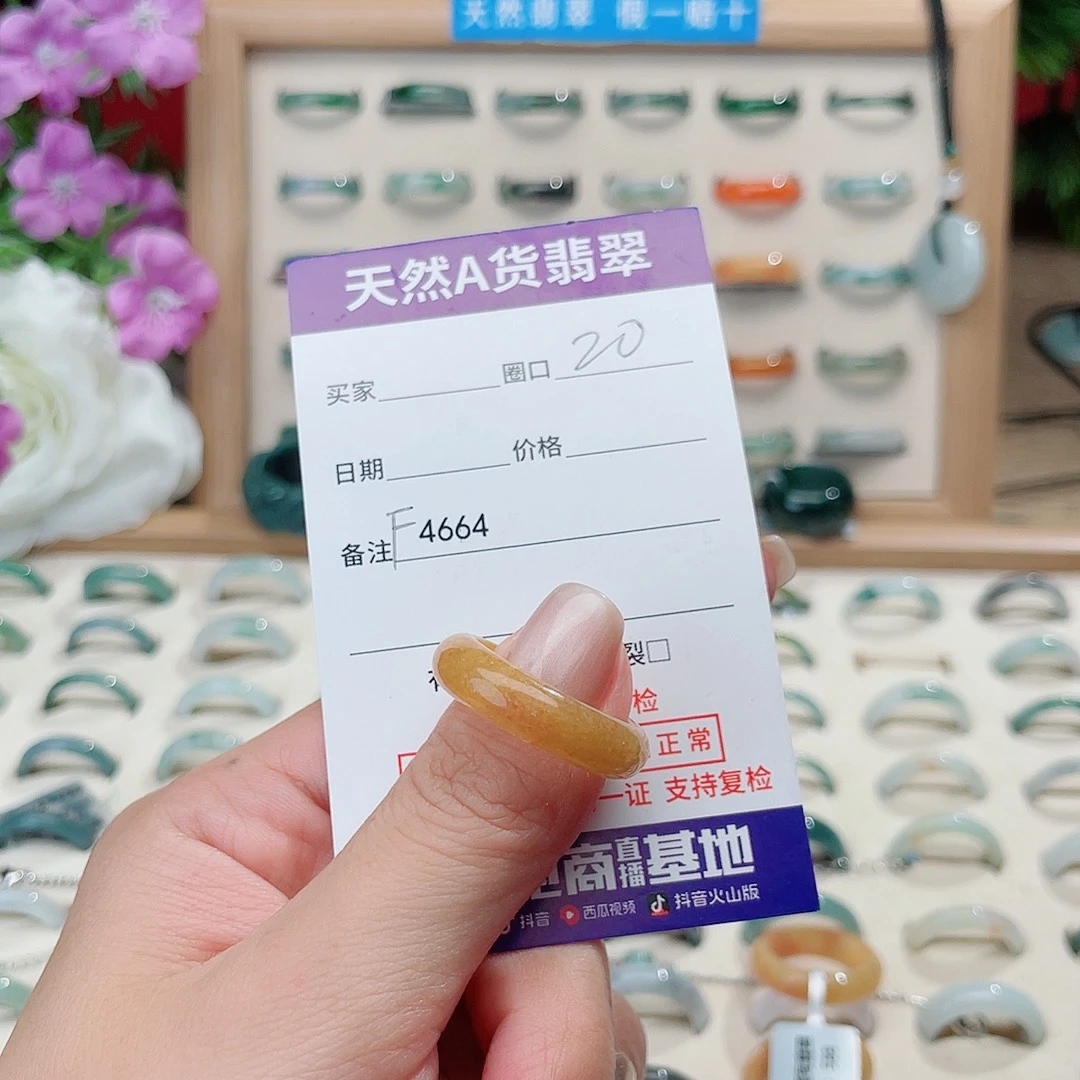 天然翡翠 假一赔十
天然A货翡翠
买家 圈口 20
日期 价格
备注 F 4664
裂□
检
正常
一证 支持复检
电商直播基地
抖音 西瓜视频 抖音火山版